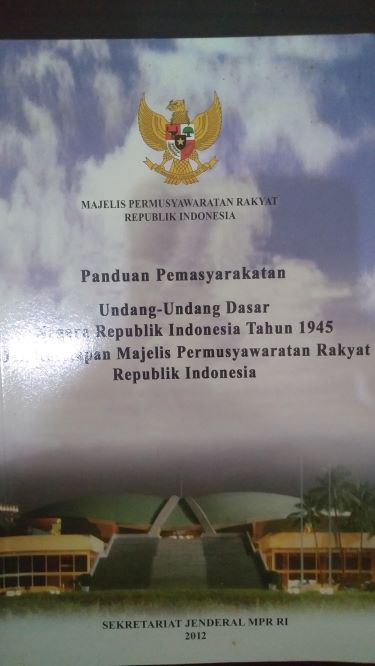 MAJELIS PERMUSYAWARATAN RAKYAT
REPUBLIK INDONESIA
Panduan Pemasyarakatan
Undang-Undang Dasar
Negara Republik Indonesia Tahun 1945
Majelis Permusyawaratan Rakyat
Republik Indonesia
SEKRETARIAT JENDERAL MPR RI
2012